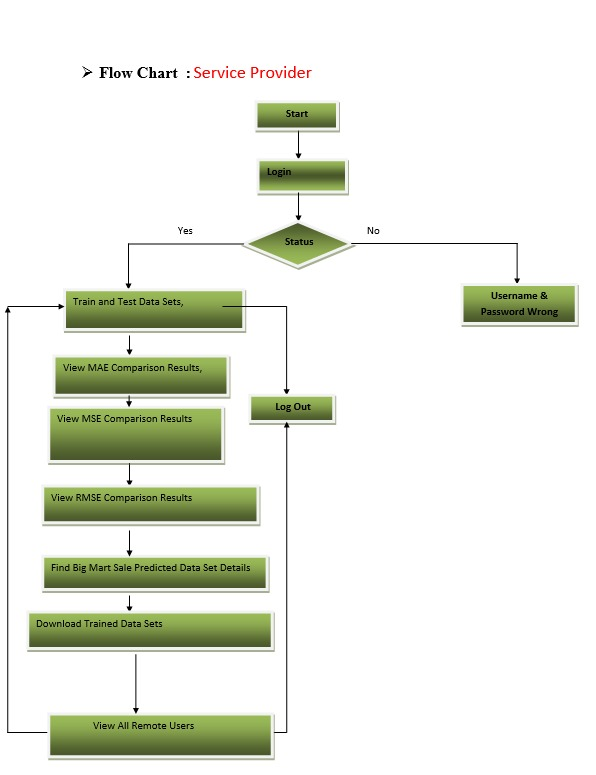 ➢ Flow Chart : Service Provider
Start
Login
Status
Yes
No
Username &
Password Wrong
Train and Test Data Sets,
View MAE Comparison Results,
View MSE Comparison Results
Log Out
View RMSE Comparison Results
Find Big Mart Sale Predicted Data Set Details
Download Trained Data Sets
View All Remote Users